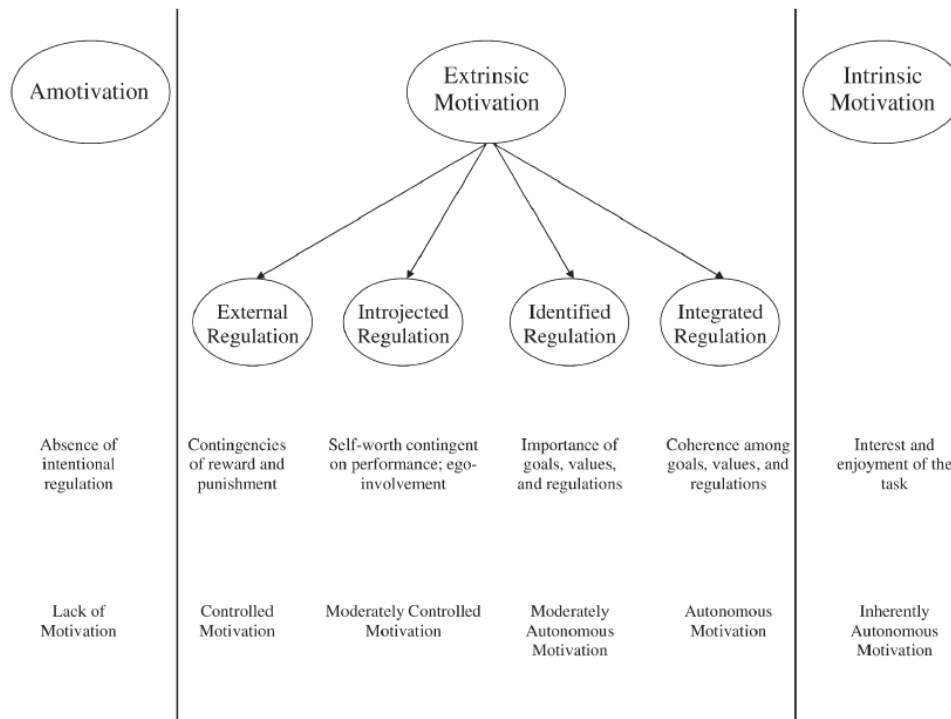 Amotivation
Extrinsic
Motivation
Intrinsic
Motivation
External
Regulation
Introjected
Regulation
Identified
Regulation
Integrated
Regulation
Absence of
intentional
regulation
Contingencies
of reward and
punishment
Self-worth contingent
on performance; ego-
involvement
Importance of
goals, values,
and regulations
Coherence among
goals, values, and
regulations
Interest and
enjoyment of the
task
Lack of
Motivation
Controlled
Motivation
Moderately Controlled
Motivation
Moderately
Autonomous
Motivation
Autonomous
Motivation
Inherently
Autonomous
Motivation